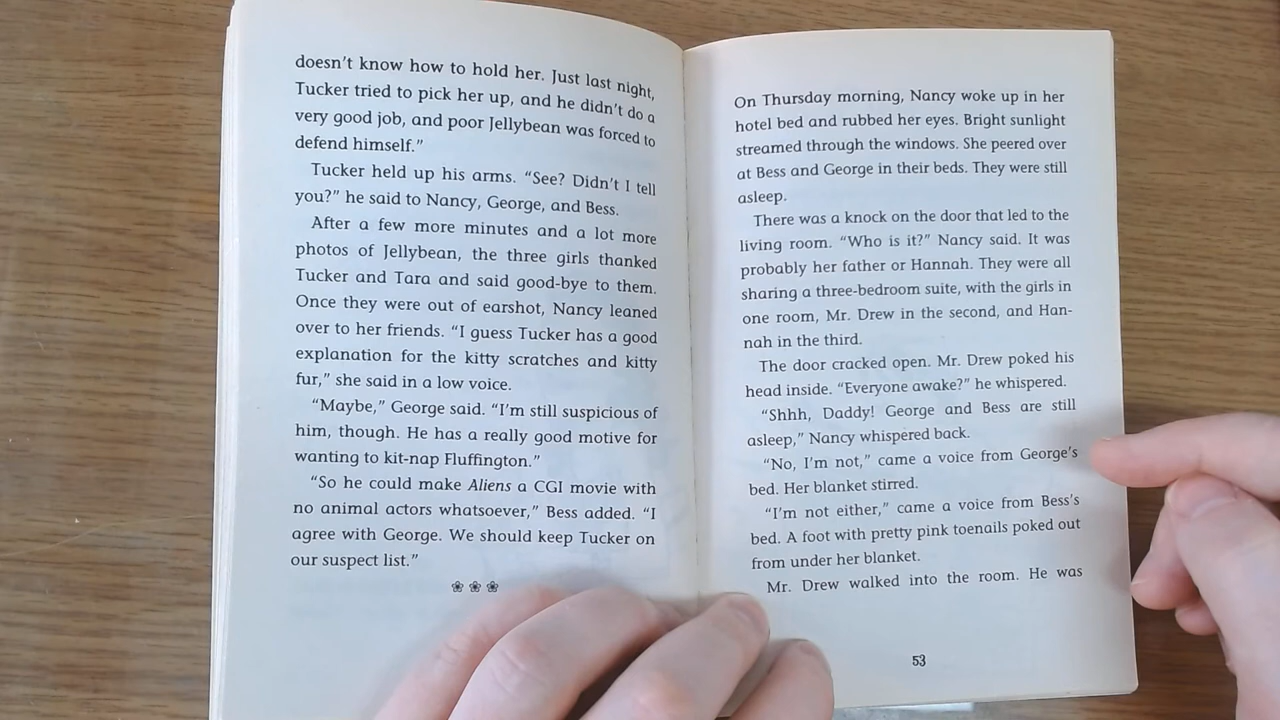 doesn't know how to hold her. Just last night,
Tucker tried to pick her up, and he didn't do a
very good job, and poor Jellybean was forced to
defend himself."
Tucker held up his arms. "See? Didn't I tell
you?" he said to Nancy, George, and Bess.
After a few more minutes and a lot more
photos of Jellybean, the three girls thanked
Tucker and Tara and said good-bye to them.
Once they were out of earshot, Nancy leaned
over to her friends. "I guess Tucker has a good
explanation for the kitty scratches and kitty
fur," she said in a low voice.
"Maybe," George said. "I'm still suspicious of
him, though. He has a really good motive for
wanting to kit-nap Fluffington."
"So he could make Aliens a CGI movie with
no animal actors whatsoever," Bess added. "I
agree with George. We should keep Tucker on
our suspect list."
❀ ❀ ❀
On Thursday morning, Nancy woke up in her
hotel bed and rubbed her eyes. Bright sunlight
streamed through the windows. She peered over
at Bess and George in their beds. They were still
asleep.
There was a knock on the door that led to the
living room. "Who is it?" Nancy said. It was
probably her father or Hannah. They were all
sharing a three-bedroom suite, with the girls in
one room, Mr. Drew in the second, and Han-
nah in the third.
The door cracked open. Mr. Drew poked his
head inside. "Everyone awake?" he whispered.
"Shhh, Daddy! George and Bess are still
asleep," Nancy whispered back.
"No, I'm not," came a voice from George's
bed. Her blanket stirred.
"I'm not either," came a voice from Bess's
bed. A foot with pretty pink toenails poked out
from under her blanket.
Mr. Drew walked into the room. He was
53